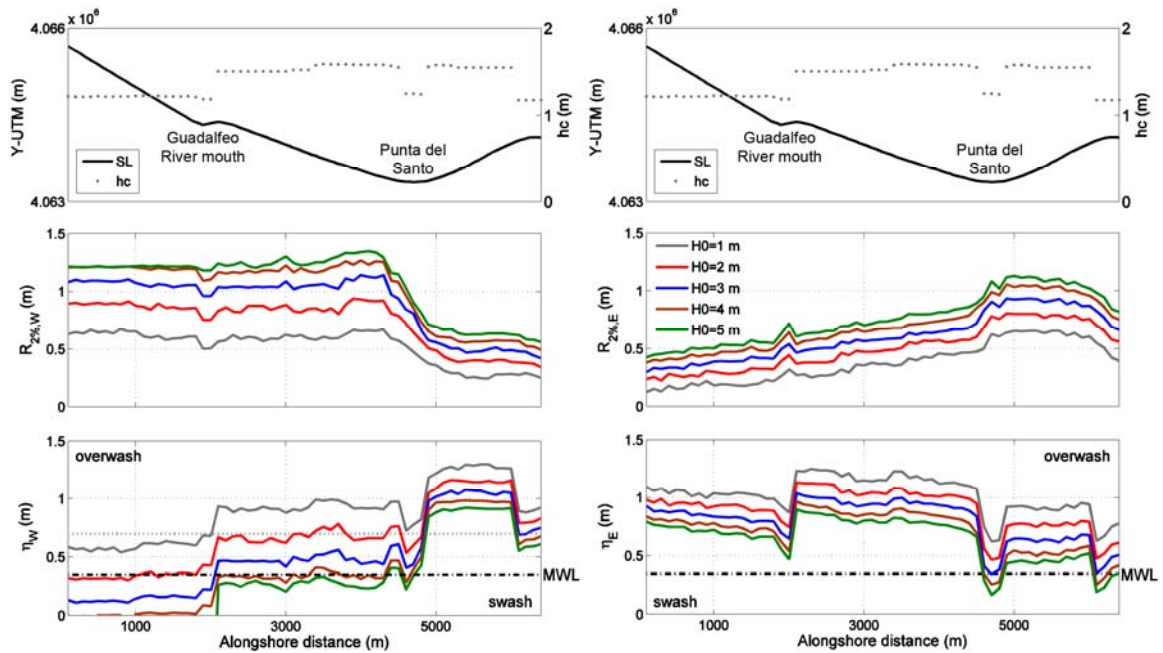 4.066 x 10⁶
2
1
0
4.063
Y-UTM (m)
hc (m)
Guadalfeo
River mouth
Punta del
Santo
SL
hc
4.066 x 10⁶
2
1
0
4.063
Y-UTM (m)
hc (m)
Guadalfeo
River mouth
Punta del
Santo
SL
hc
1.5
1
0.5
0
R2%,W (m)
1.5
1
0.5
0
R2%,E (m)
H0=1 m
H0=2 m
H0=3 m
H0=4 m
H0=5 m
1.5
1
0.5
0
ηW (m)
overwash
MWL
swash
1000 3000 5000
Alongshore distance (m)
1.5
1
0.5
0
ηE (m)
overwash
MWL
swash
1000 3000 5000
Alongshore distance (m)